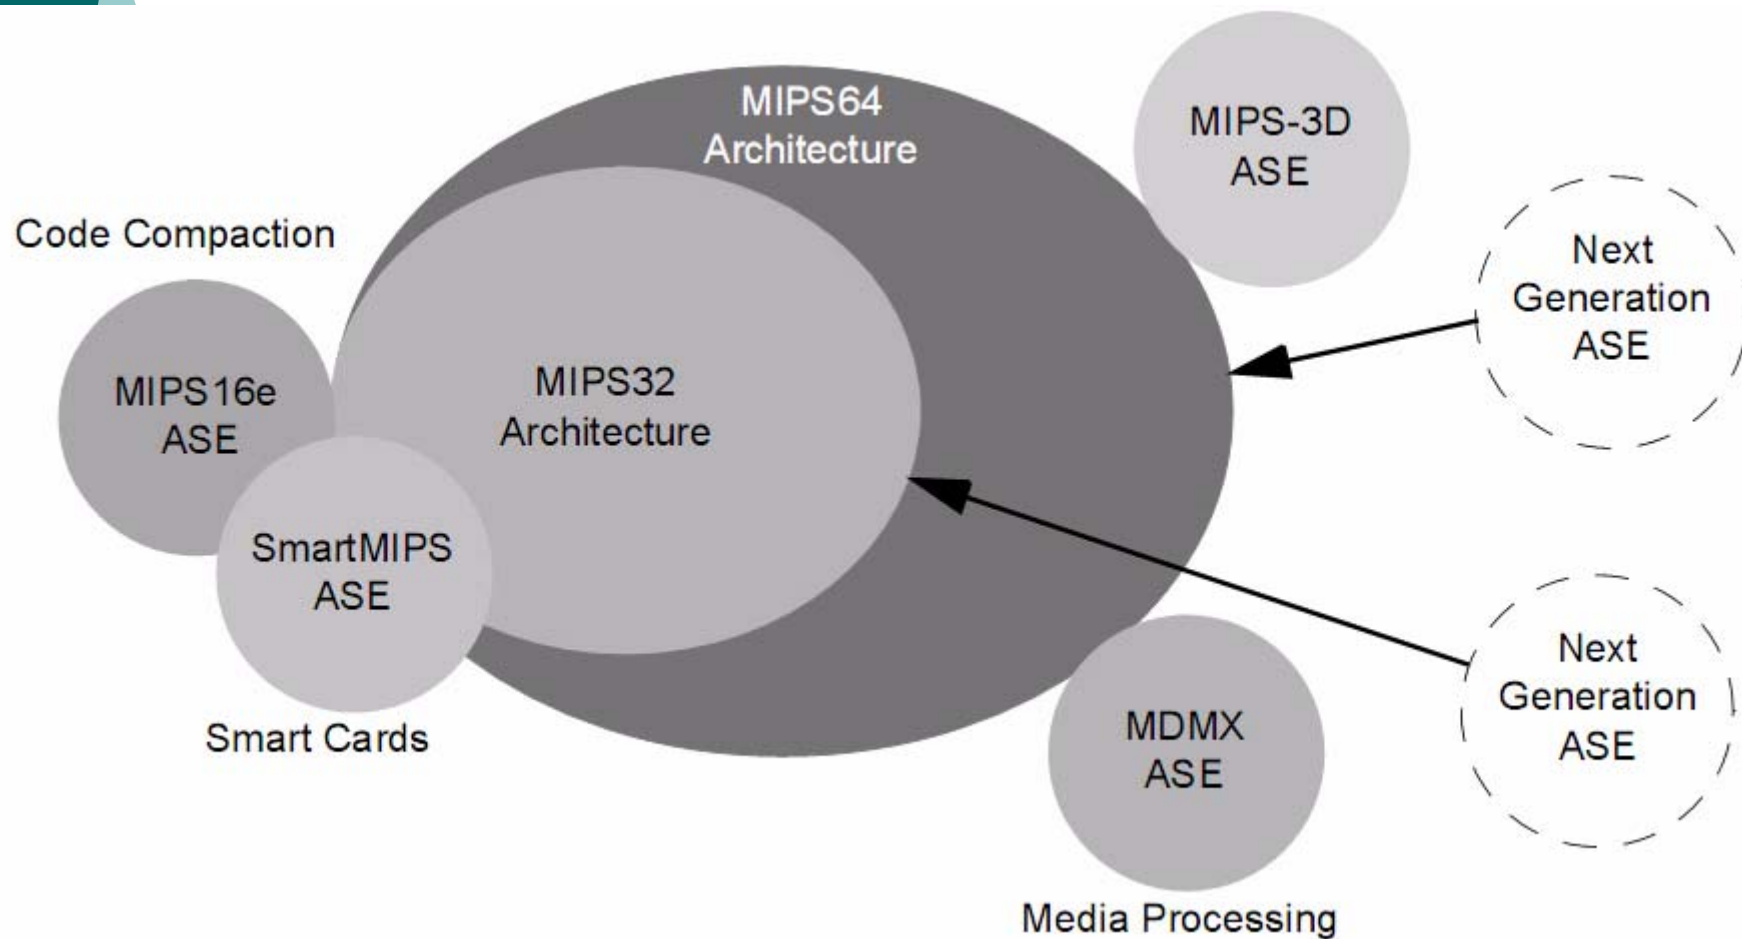 MIPS64
Architecture
MIPS-3D
ASE
Code Compaction
Next
Generation
ASE
MIPS16e
ASE
MIPS32
Architecture
SmartMIPS
ASE
Smart Cards
Next
Generation
ASE
MDMX
ASE
Media Processing